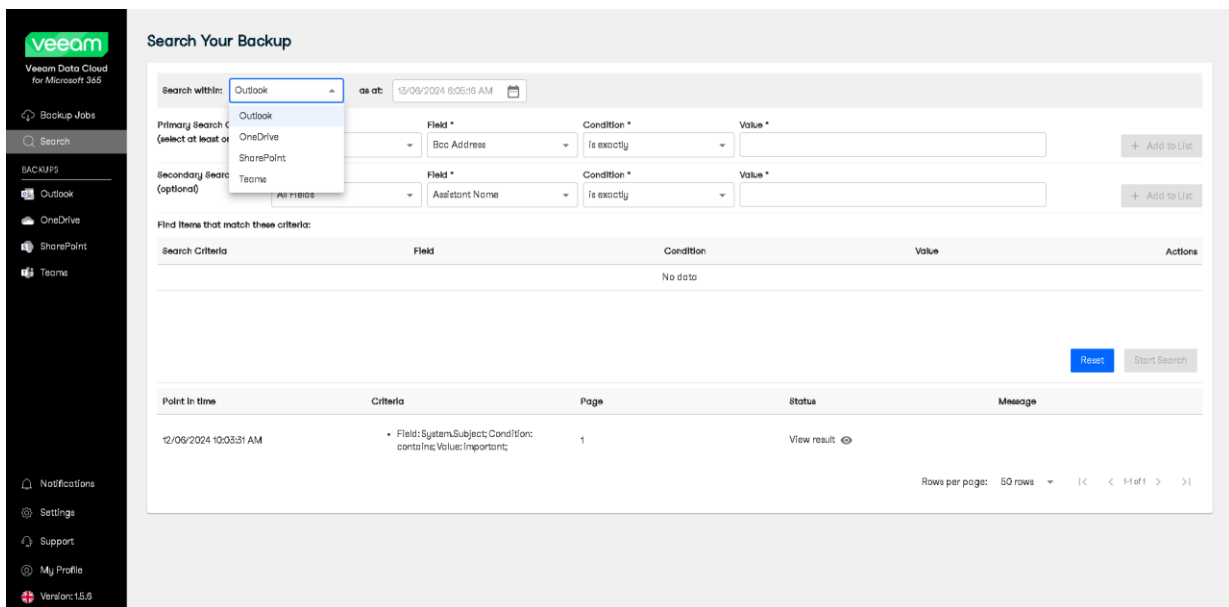 veeam
Veeam Data Cloud
for Microsoft 365
Backup Jobs
Search
BACKUPS
Outlook
OneDrive
SharePoint
Teams
Notifications
Settings
Support
My Profile
Version: 1.5.6
Search Your Backup
Search within: Outlook as at: 13/06/2024 6:05:16 AM
Outlook
OneDrive
SharePoint
Teams
Primary Search C
(select at least or
Field * Condition * Value *
Bcc Address is exactly + Add to List
Secondary Searc
(optional)
Field * Condition * Value *
All Fields Assistant Name is exactly + Add to List
Find items that match these criteria:
Search Criteria Field Condition Value Actions
No data
Reset Start Search
Point in time Criteria Page Status Message
12/06/2024 10:03:31 AM • Field: System.Subject; Condition: 1 View result
contains; Value: important;
Rows per page: 50 rows |< < 1-1 of 1 > >|